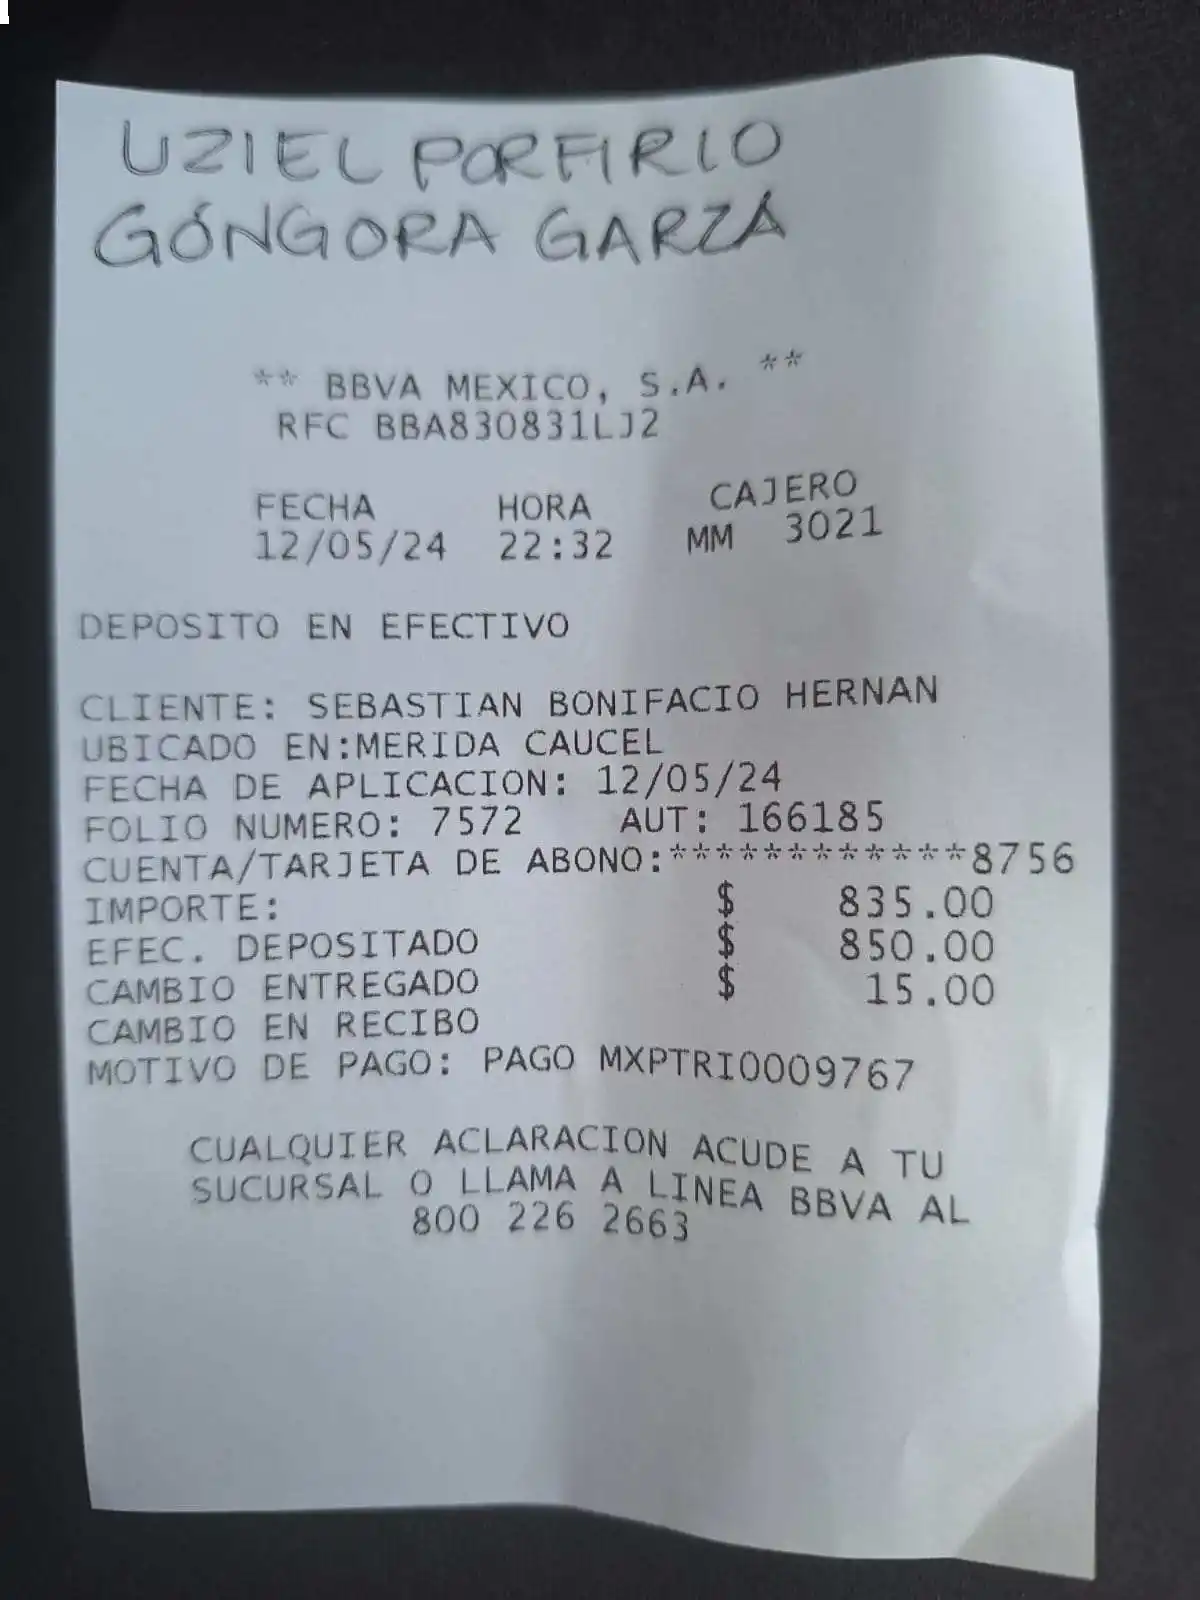 UZIEL PORFIRIO
GÓNGORA GARZA
** BBVA MEXICO, S.A. **
RFC BBA830831LJ2
FECHA HORA CAJERO
12/05/24 22:32 MM 3021
DEPOSITO EN EFECTIVO
CLIENTE: SEBASTIAN BONIFACIO HERNAN
UBICADO EN:MERIDA CAUCEL
FECHA DE APLICACION: 12/05/24
FOLIO NUMERO: 7572 AUT: 166185
CUENTA/TARJETA DE ABONO:************8756
IMPORTE: $ 835.00
EFEC. DEPOSITADO $ 850.00
CAMBIO ENTREGADO $ 15.00
CAMBIO EN RECIBO
MOTIVO DE PAGO: PAGO MXPTRI0009767
CUALQUIER ACLARACION ACUDE A TU
SUCURSAL O LLAMA A LINEA BBVA AL
800 226 2663